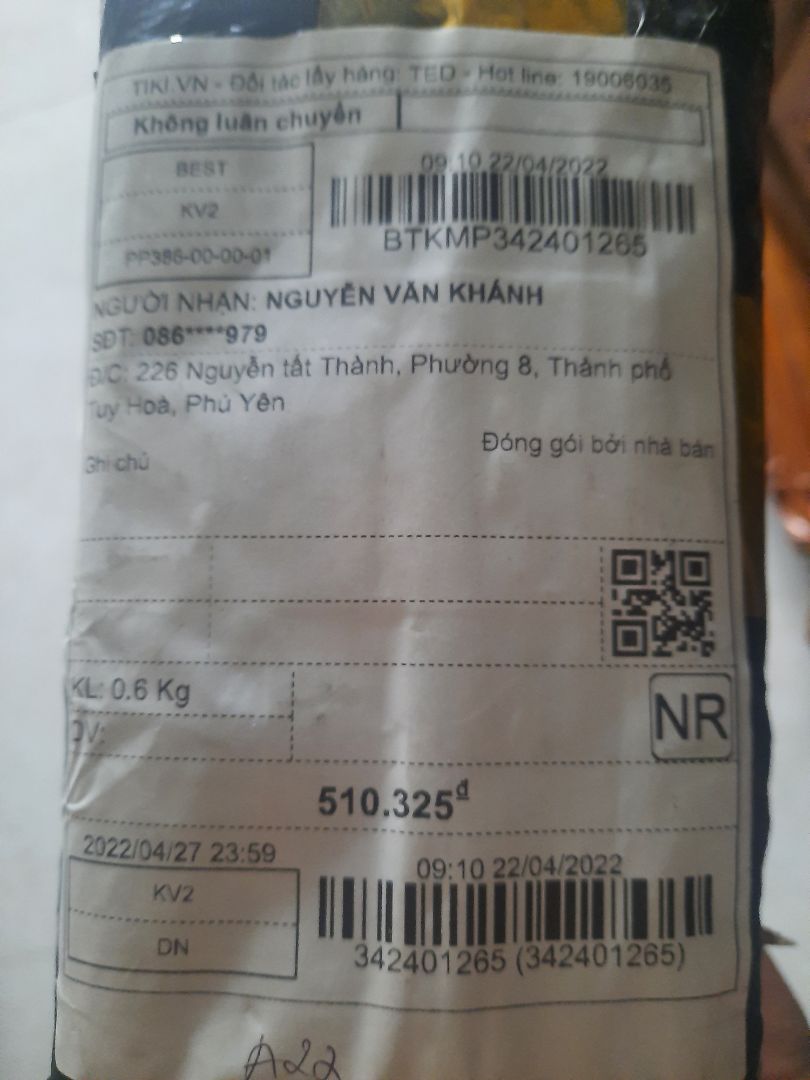 TIKI.VN - Đối tác lấy hàng: TED - Hot line: 19006035
Không luân chuyển
BEST
KV2
PP386-00-00-01
09:10 22/04/2022
BTKMP342401265
NGƯỜI NHẬN: NGUYỄN VĂN KHÁNH
SĐT: 086****979
Đ/C: 226 Nguyễn tất Thành, Phường 8, Thành phố
Tuy Hoà, Phú Yên
Đóng gói bởi nhà bán
Ghi chú
KL: 0.6 Kg
DV:
NR
510.325đ
2022/04/27 23:59
KV2
DN
09:10 22/04/2022
342401265 (342401265)
A22